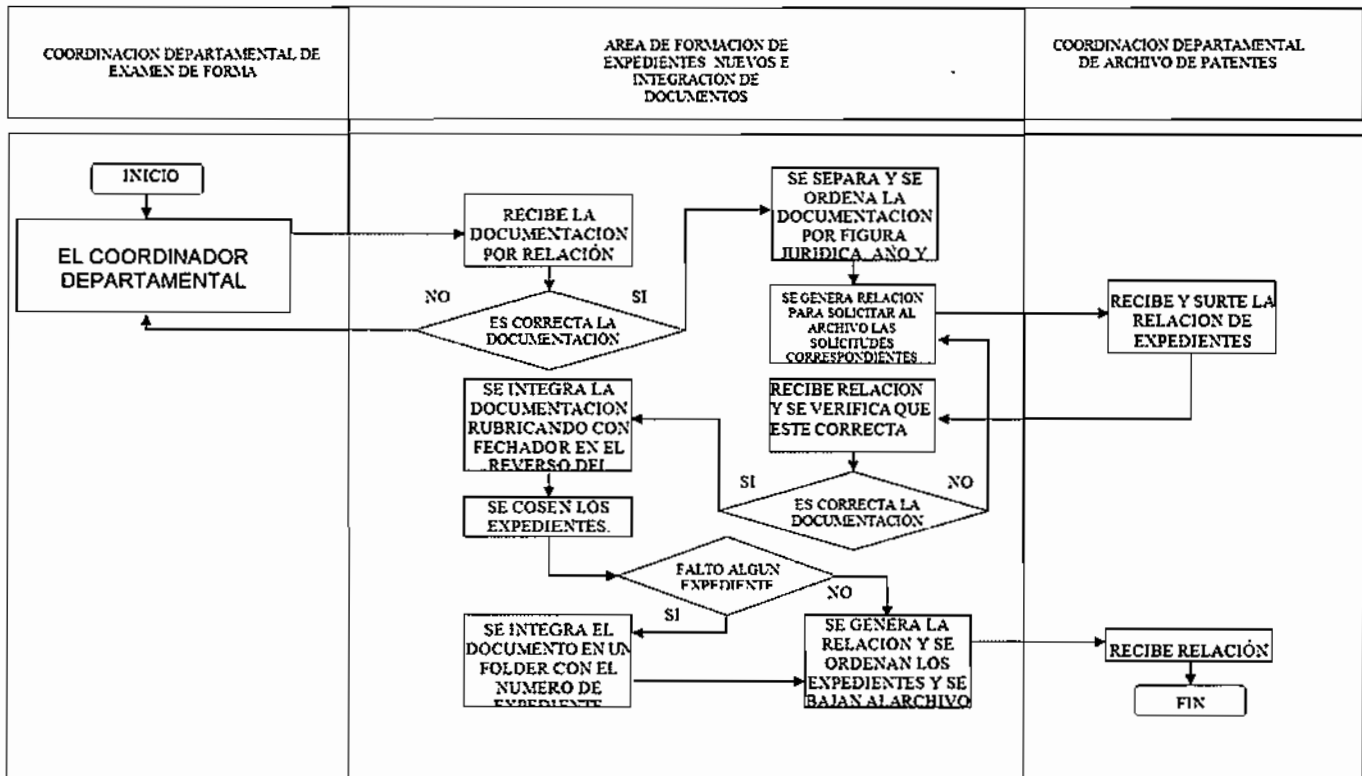 COORDINACION DEPARTAMENTAL DE
EXAMEN DE FORMA
AREA DE FORMACION DE
EXPEDIENTES NUEVOS E
INTEGRACION DE
DOCUMENTOS
COORDINACION DEPARTAMENTAL
DE ARCHIVO DE PATENTES
INICIO
EL COORDINADOR
DEPARTAMENTAL
RECIBE LA
DOCUMENTACION
POR RELACIÓN
NO
SI
ES CORRECTA LA
DOCUMENTACIÓN
SE SEPARA Y SE
ORDENA LA
DOCUMENTACION
POR FIGURA
JURIDICA, AÑO Y
SE GENERA RELACION
PARA SOLICITAR AL
ARCHIVO LAS
SOLICITUDES
CORRESPONDIENTES
RECIBE Y SURTE LA
RELACION DE
EXPEDIENTES
RECIBE RELACION
Y SE VERIFICA QUE
ESTE CORRECTA
SI
NO
ES CORRECTA LA
DOCUMENTACIÓN
SE INTEGRA LA
DOCUMENTACION
RUBRICANDO CON
FECHADOR EN EL
REVERSO DEL
SE COSEN LOS
EXPEDIENTES.
FALTO ALGUN
EXPEDIENTE
SI
NO
SE INTEGRA EL
DOCUMENTO EN UN
FOLDER CON EL
NUMERO DE
EXPEDIENTE
SE GENERA LA
RELACION Y SE
ORDENAN LOS
EXPEDIENTES Y SE
BAJAN AL ARCHIVO
RECIBE RELACIÓN
FIN